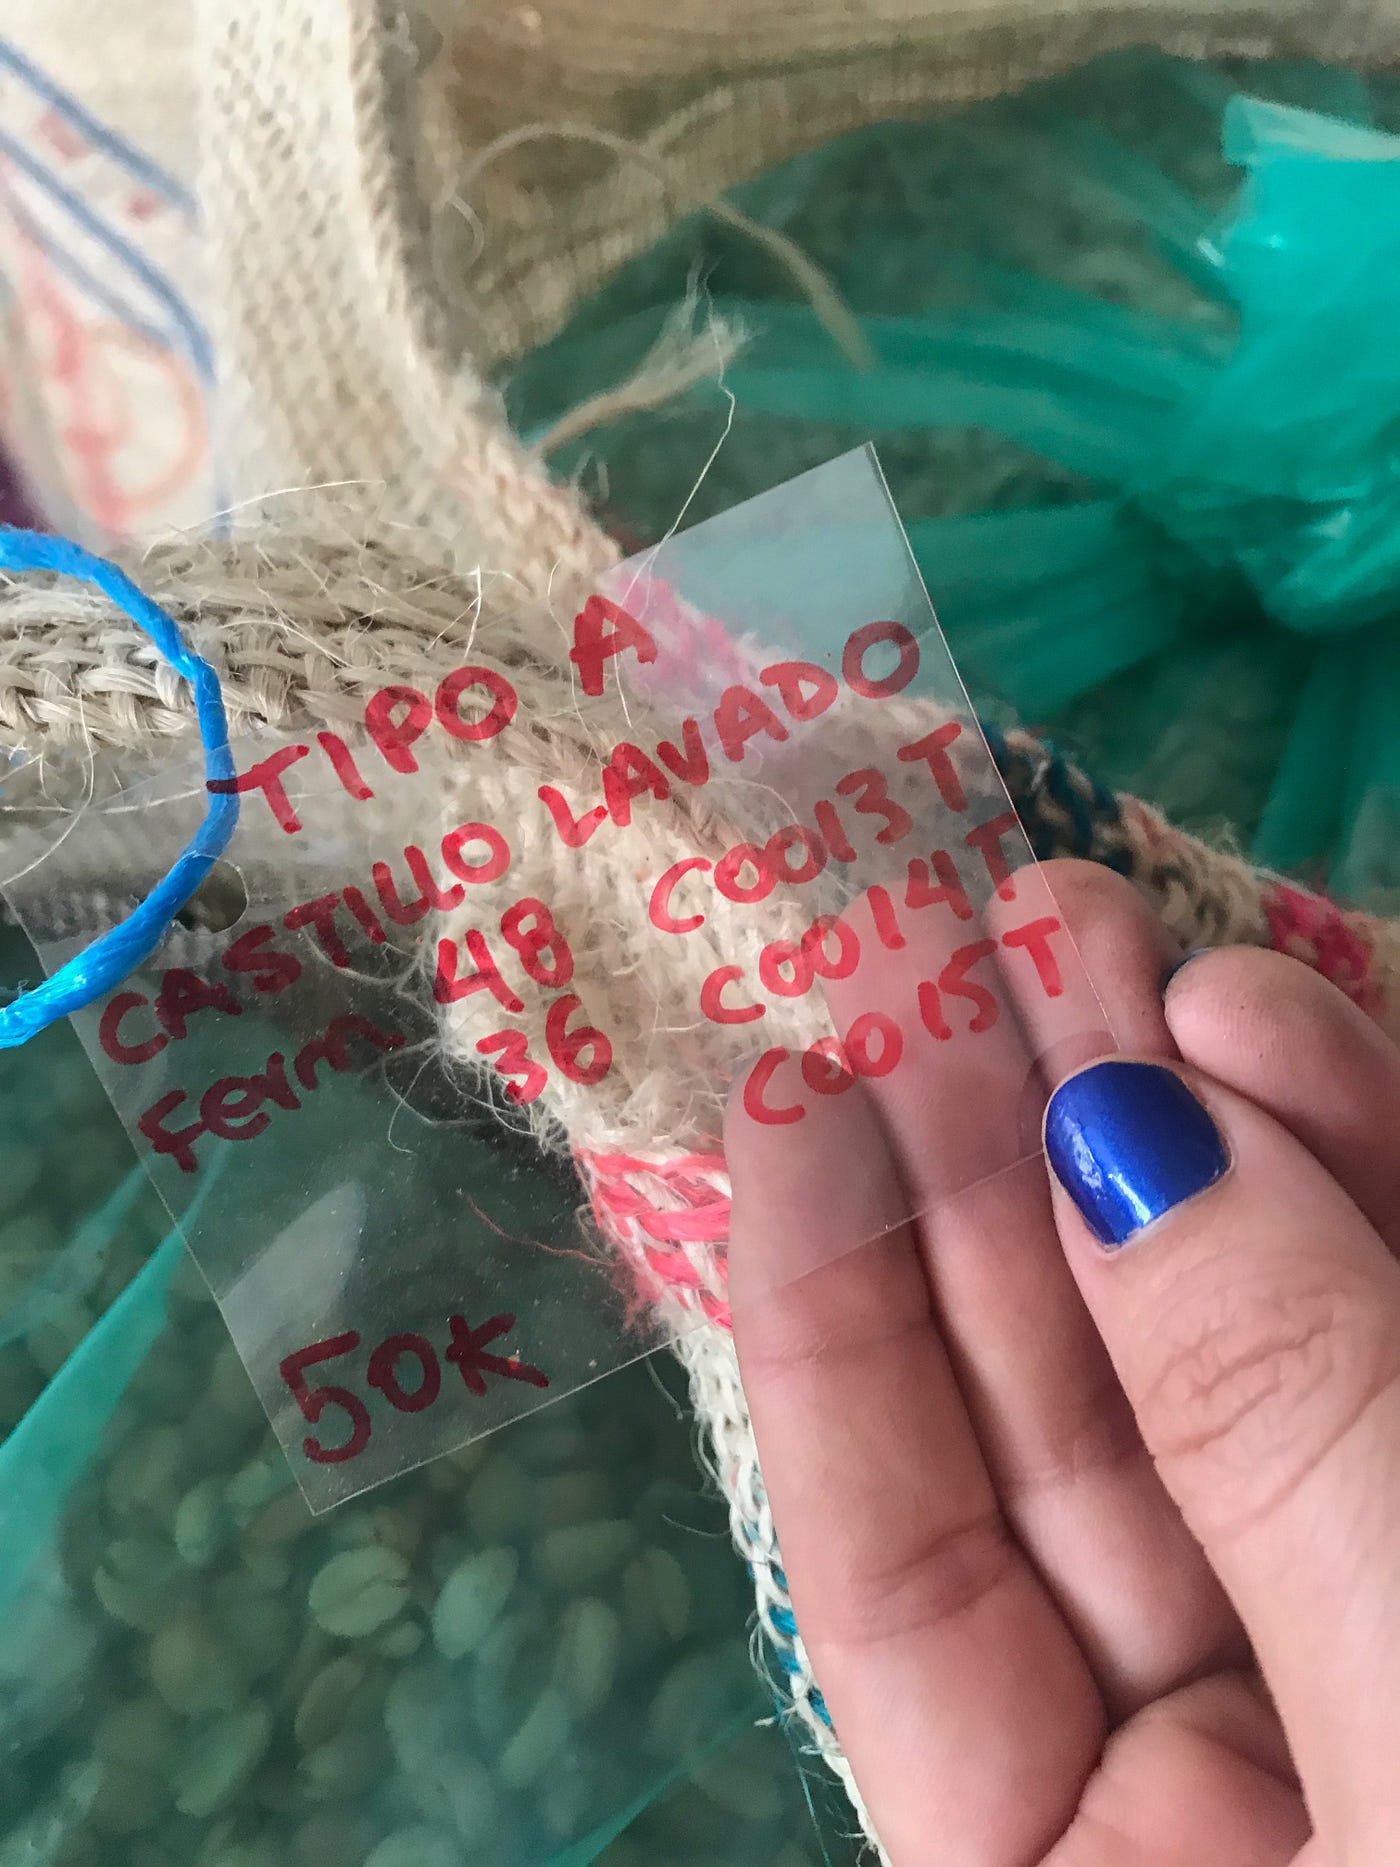 TIPO A
CASTILLO LAVADO
Ferm 48 C0013T
36 C0014T
C0015T
50K